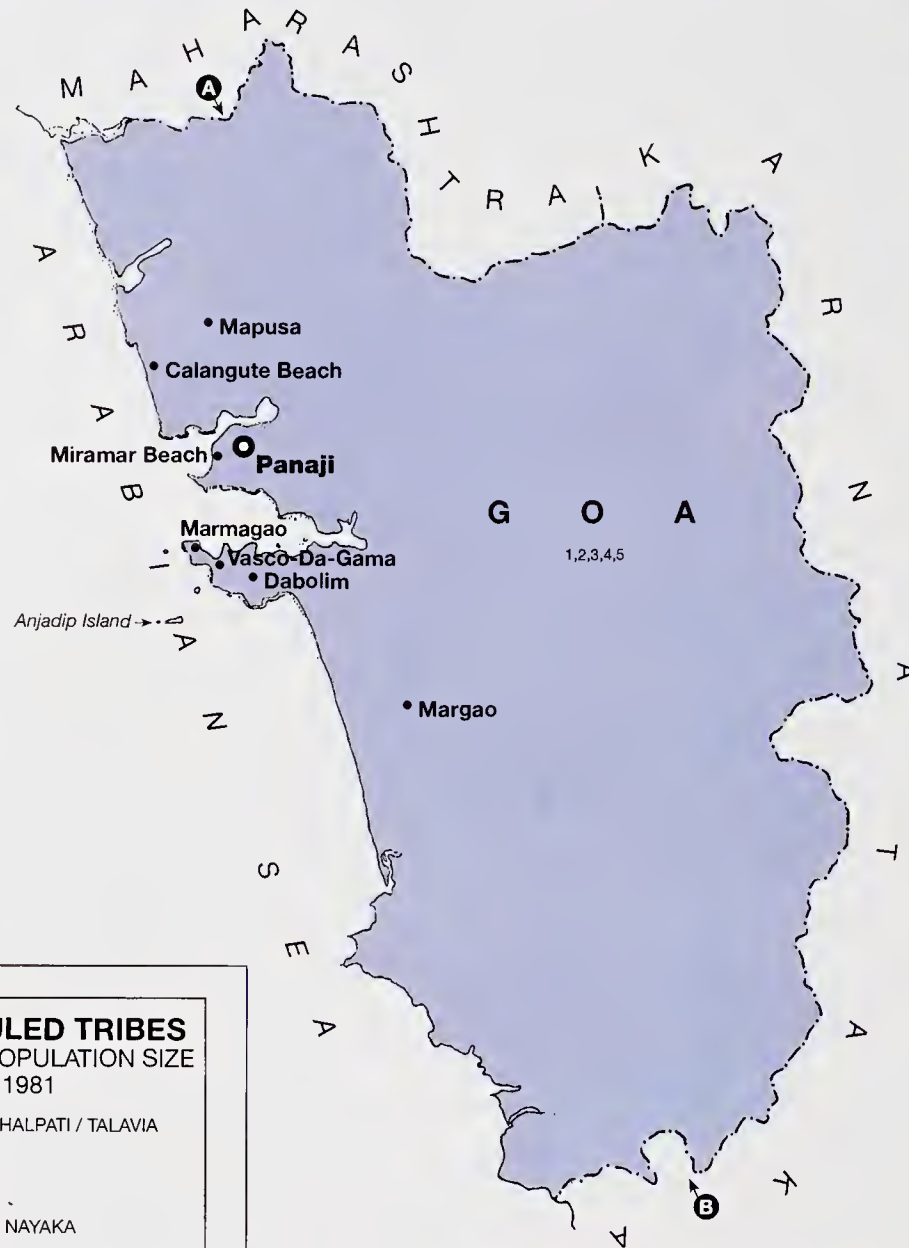 MAHARASHTRA
A
KARNATAKA
ARABIAN SEA
Mapusa
Calangute Beach
Miramar Beach
Panaji
GOA
1,2,3,4,5
Marmagao
Vasco-Da-Gama
Dabolim
Anjadip Island
Margao
B
ULED TRIBES
OPULATION SIZE
1981
HALPATI / TALAVIA
NAYAKA